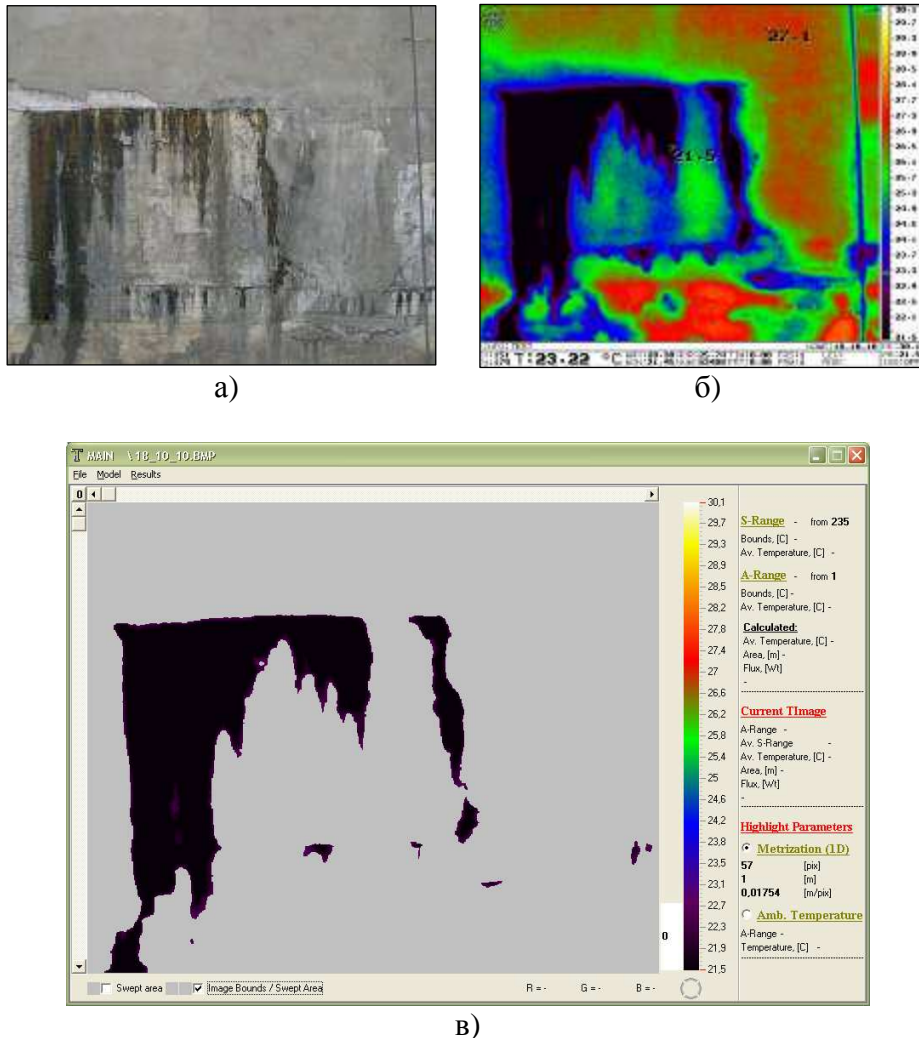 27.1
21.5
T:23.22 °C
а)
б)
MAIN \18_10_10.BMP
File Model Results
0
30,1
29,7
29,3
28,9
28,5
28,2
27,8
27,4
27
26,6
26,2
25,8
25,4
25
24,6
24,2
23,9
23,5
23,1
22,7
22,3
21,9
21,5
0
S-Range - from 235
Bounds, [C] -
Av. Temperature, [C] -
A-Range - from 1
Bounds, [C] -
Av. Temperature, [C] -
Calculated:
Av. Temperature, [C] -
Area, [m] -
Flux, [Wt]
-
Current TImage
A-Range -
Av. S-Range -
Av. Temperature, [C] -
Area, [m] -
Flux, [Wt]
-
Highlight Parameters
Metrization (1D)
57 [pix]
1 [m]
0,01754 [m/pix]
Amb. Temperature
A-Range -
Temperature, [C] -
Swept area Image Bounds / Swept Area R = - G = - B = -
в)